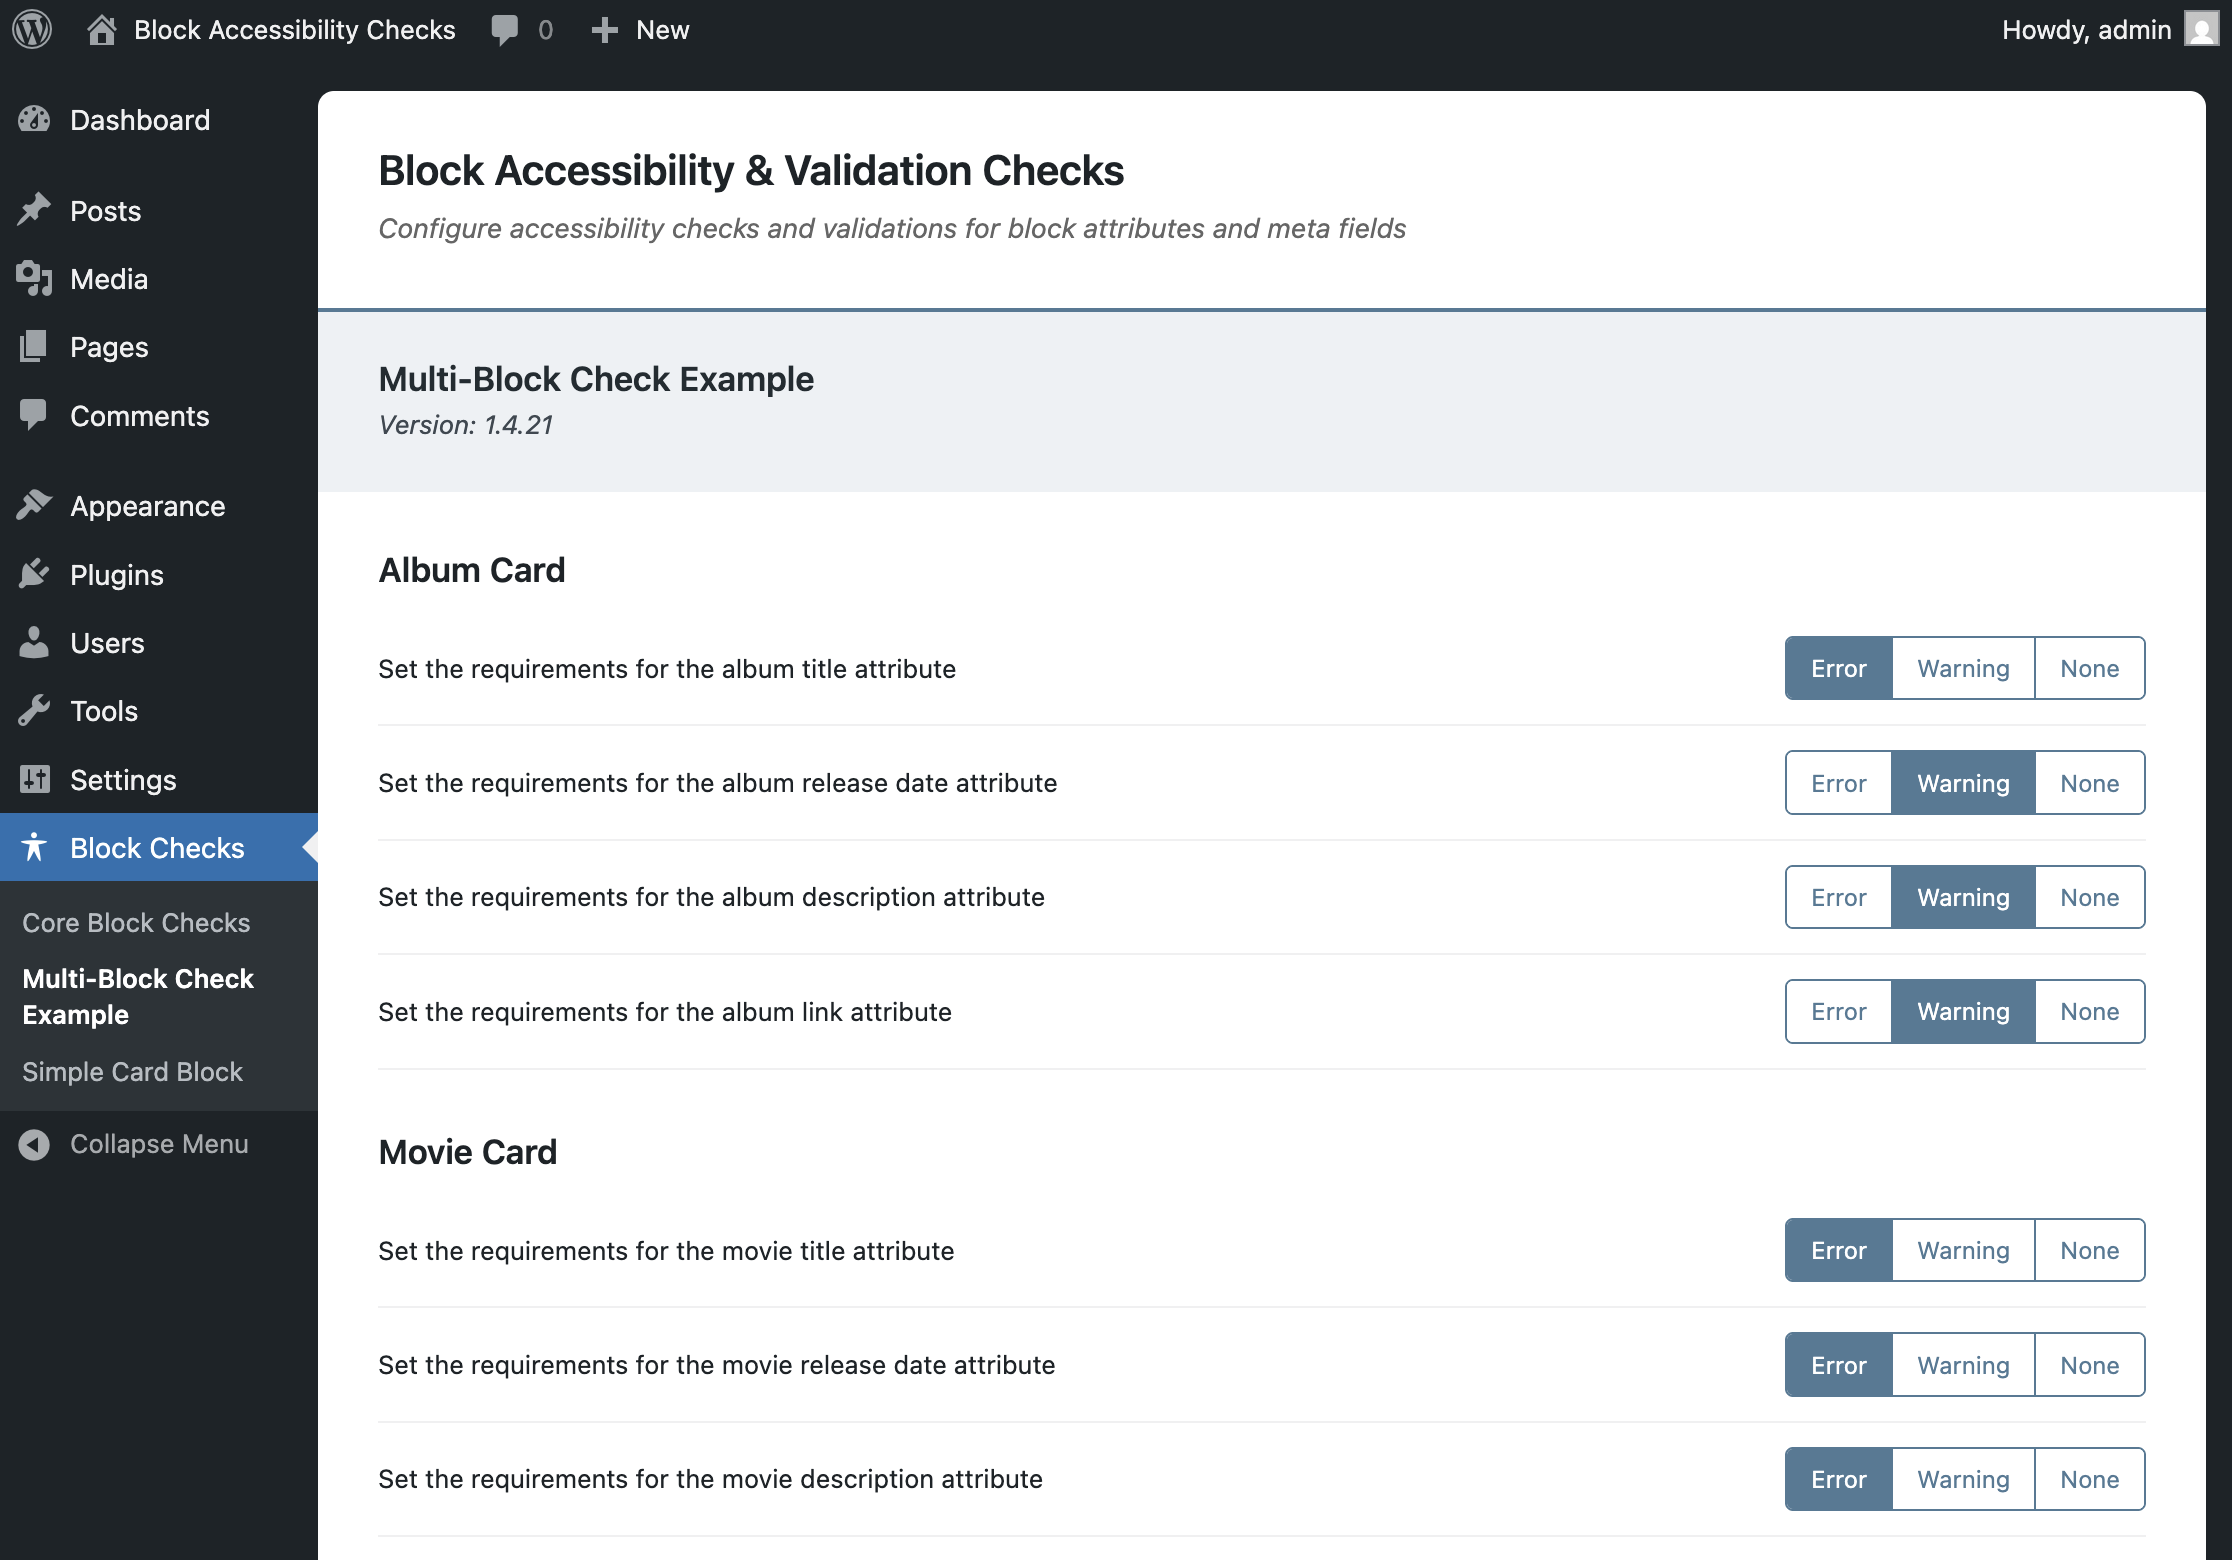 Block Accessibility Checks 0 New Howdy, admin
Dashboard
Posts
Media
Pages
Comments
Appearance
Plugins
Users
Tools
Settings
Block Checks
Core Block Checks
Multi-Block Check
Example
Simple Card Block
Collapse Menu
Block Accessibility & Validation Checks
Configure accessibility checks and validations for block attributes and meta fields
Multi-Block Check Example
Version: 1.4.21
Album Card
Set the requirements for the album title attribute Error Warning None
Set the requirements for the album release date attribute Error Warning None
Set the requirements for the album description attribute Error Warning None
Set the requirements for the album link attribute Error Warning None
Movie Card
Set the requirements for the movie title attribute Error Warning None
Set the requirements for the movie release date attribute Error Warning None
Set the requirements for the movie description attribute Error Warning None